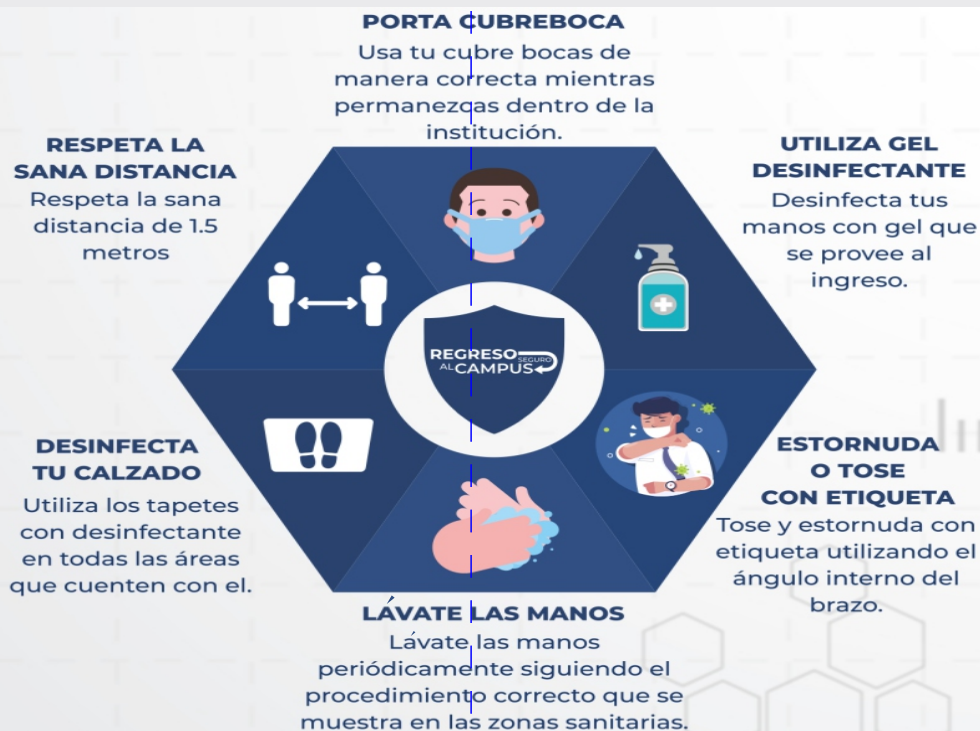 PORTA CUBREBOCA
Usa tu cubre bocas de
manera correcta mientras
permanezcas dentro de la
institución.
RESPETA LA
SANA DISTANCIA
Respeta la sana
distancia de 1.5
metros
UTILIZA GEL
DESINFECTANTE
Desinfecta tus
manos con gel que
se provee al
ingreso.
REGRESO
SEGURO
AL CAMPUS
DESINFECTA
TU CALZADO
Utiliza los tapetes
con desinfectante
en todas las áreas
que cuenten con el.
ESTORNUDA
O TOSE
CON ETIQUETA
Tose y estornuda con
etiqueta utilizando el
ángulo interno del
brazo.
LÁVATE LAS MANOS
Lávate las manos
periódicamente siguiendo el
procedimiento correcto que se
muestra en las zonas sanitarias.